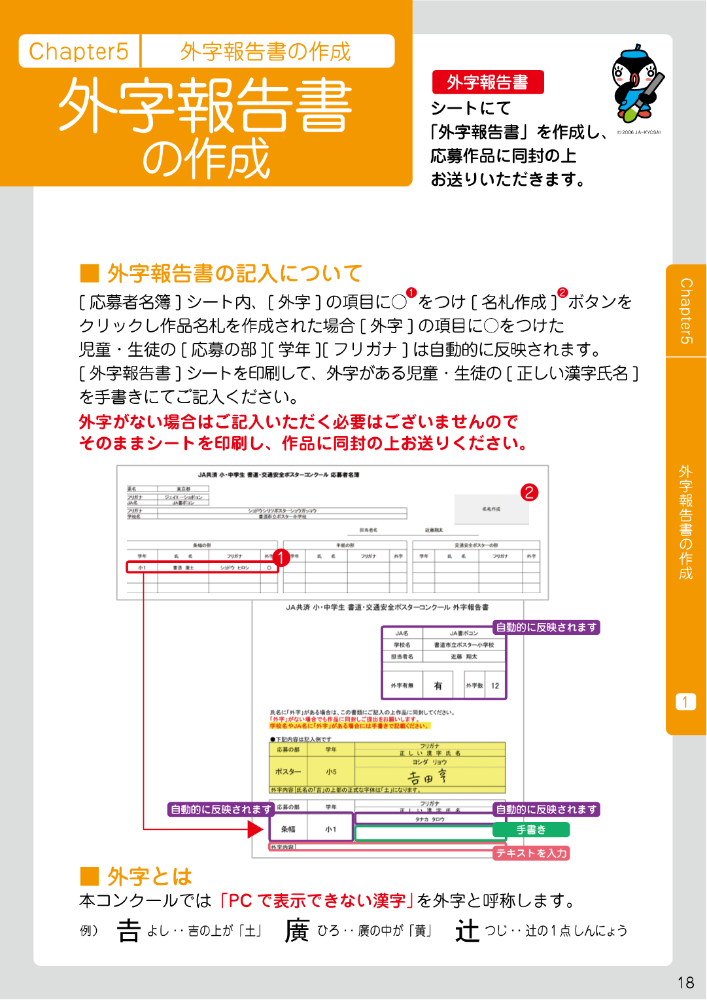 Chapter5 外字報告書の作成
外字報告書
の作成
外字報告書
シートにて
「外字報告書」を作成し、
応募作品に同封の上
お送りいただきます。
© 2006 JA-KYOSAI
■ 外字報告書の記入について
[ 応募者名簿 ] シート内、[ 外字 ] の項目に○❶をつけ [ 名札作成 ]❷ボタンを
クリックし作品名札を作成された場合 [ 外字 ] の項目に○をつけた
児童・生徒の [ 応募の部 ][ 学年 ][ フリガナ ] は自動的に反映されます。
[ 外字報告書 ] シートを印刷して、外字がある児童・生徒の [ 正しい漢字氏名 ]
を手書きにてご記入ください。
外字がない場合はご記入いただく必要はございませんので
そのままシートを印刷し、作品に同封の上お送りください。
JA共済 小・中学生 書道・交通安全ポスターコンクール 応募者名簿
県名 東京都
フリガナ ジェイエーショポコン
JA名 JA書ポコン
フリガナ ショドウシリツポスターショウガッコウ
学校名 書道市立ポスター小学校
❷
名札作成
担当者名 近藤翔太
条幅の部 半紙の部 交通安全ポスターの部
学年 氏 名 フリガナ 外字 ❶ 学年 氏 名 フリガナ 外字 学年 氏 名 フリガナ 外字
小1 書道 廣士 ショドウ ヒロシ ○
JA共済 小・中学生 書道・交通安全ポスターコンクール 外字報告書
自動的に反映されます
JA名 JA書ポコン
学校名 書道市立ポスター小学校
担当者名 近藤 翔太
外字有無 有 外字数 12
氏名に「外字」がある場合は、この書類にご記入の上作品に同封してください。
「外字」がない場合でも作品に同封しご提出をお願いします。
学校名やJA名に「外字」がある場合には手書きで記載ください。
●下記内容は記入例です
応募の部 学年 フリガナ
正 し い 漢 字 氏 名
ヨシダ リョウ
ポスター 小5 𠮷田亨
外字内容 氏名の「吉」の上部の正式な字体は「土」になります。
自動的に反映されます
応募の部 学年 フリガナ
正 し い 漢 字 氏 名
自動的に反映されます
タナカ タロウ
条幅 小1
手書き
外字内容
テキストを入力
■ 外字とは
本コンクールでは「PC で表示できない漢字」を外字と呼称します。
例） 𠮷 よし‥吉の上が「土」 廣 ひろ‥廣の中が「黄」 辻 つじ‥辻の1点しんにょう
Chapter5
外字報告書の作成
1
18